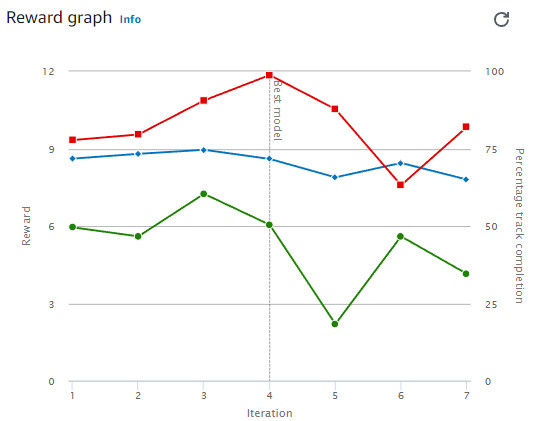 Reward graph Info
12
9
6
3
0
Reward
100
75
50
25
0
Percentage track completion
Best model
1 2 3 4 5 6 7
Iteration